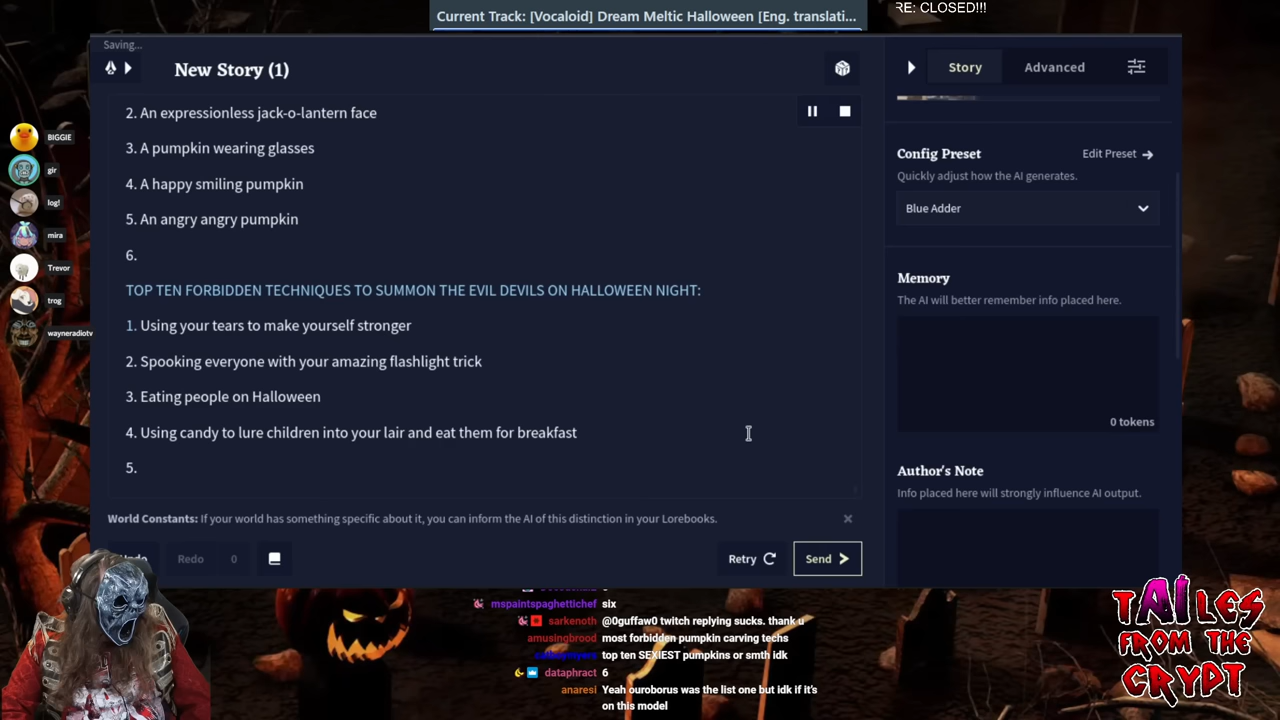 Current Track: [Vocaloid] Dream Meltic Halloween [Eng. translati...
RE: CLOSED!!!
Saving...
New Story (1)
Story
Advanced
2. An expressionless jack-o-lantern face
3. A pumpkin wearing glasses
4. A happy smiling pumpkin
5. An angry angry pumpkin
6.
TOP TEN FORBIDDEN TECHNIQUES TO SUMMON THE EVIL DEVILS ON HALLOWEEN NIGHT:
1. Using your tears to make yourself stronger
2. Spooking everyone with your amazing flashlight trick
3. Eating people on Halloween
4. Using candy to lure children into your lair and eat them for breakfast
5.
World Constants: If your world has something specific about it, you can inform the AI of this distinction in your Lorebooks.
Undo
Redo
0
Retry
Send
Config Preset
Edit Preset
Quickly adjust how the AI generates.
Blue Adder
Memory
The AI will better remember info placed here.
0 tokens
Author's Note
Info placed here will strongly influence AI output.
BIGGIE
gir
log!
mira
Trevor
trog
wayneradiotv
mspaintspaghettichef six
sarkenoth @0guffaw0 twitch replying sucks. thank u
amusingbrood most forbidden pumpkin carving techs
top ten SEXIEST pumpkins or smth idk
dataphract 6
anaresi Yeah ouroborus was the list one but idk if it's
on this model
TAILES
FROM THE
CRYPT